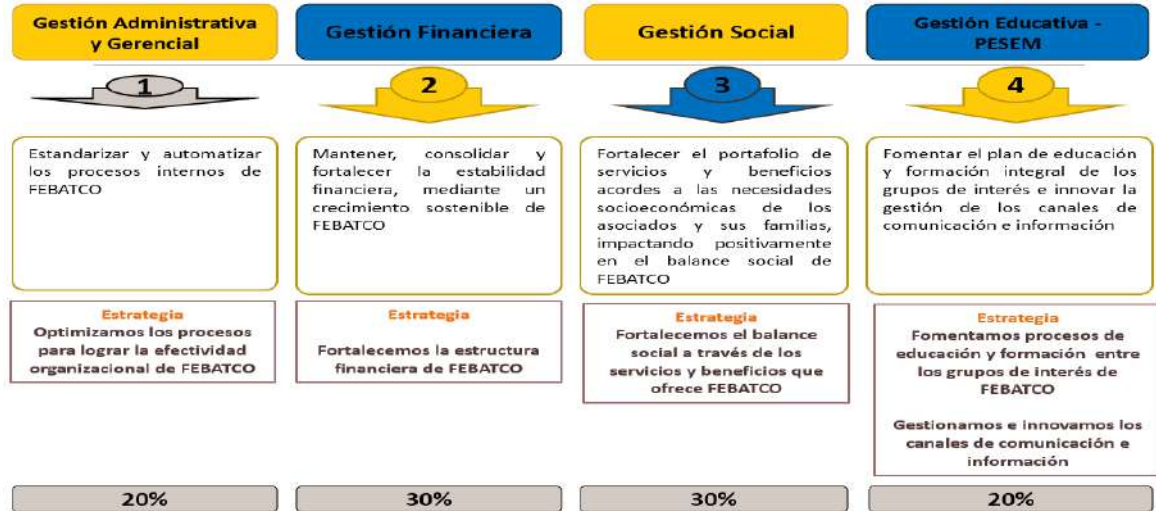 Gestión Administrativa
y Gerencial
Gestión Financiera
Gestión Social
Gestión Educativa -
PESEM
1
2
3
4
Estandarizar y automatizar
los procesos internos de
FEBATCO
Mantener, consolidar y
fortalecer la estabilidad
financiera, mediante un
crecimiento sostenible de
FEBATCO
Fortalecer el portafolio de
servicios y beneficios
acordes a las necesidades
socioeconómicas de los
asociados y sus familias,
impactando positivamente
en el balance social de
FEBATCO
Fomentar el plan de educación
y formación integral de los
grupos de interés e innovar la
gestión de los canales de
comunicación e información
Estrategia
Optimizamos los procesos
para lograr la efectividad
organizacional de FEBATCO
Estrategia
Fortalecemos la estructura
financiera de FEBATCO
Estrategia
Fortalecemos el balance
social a través de los
servicios y beneficios que
ofrece FEBATCO
Estrategia
Fomentamos procesos de
educación y formación entre
los grupos de interés de
FEBATCO
Gestionamos e innovamos los
canales de comunicación e
información
20%
30%
30%
20%